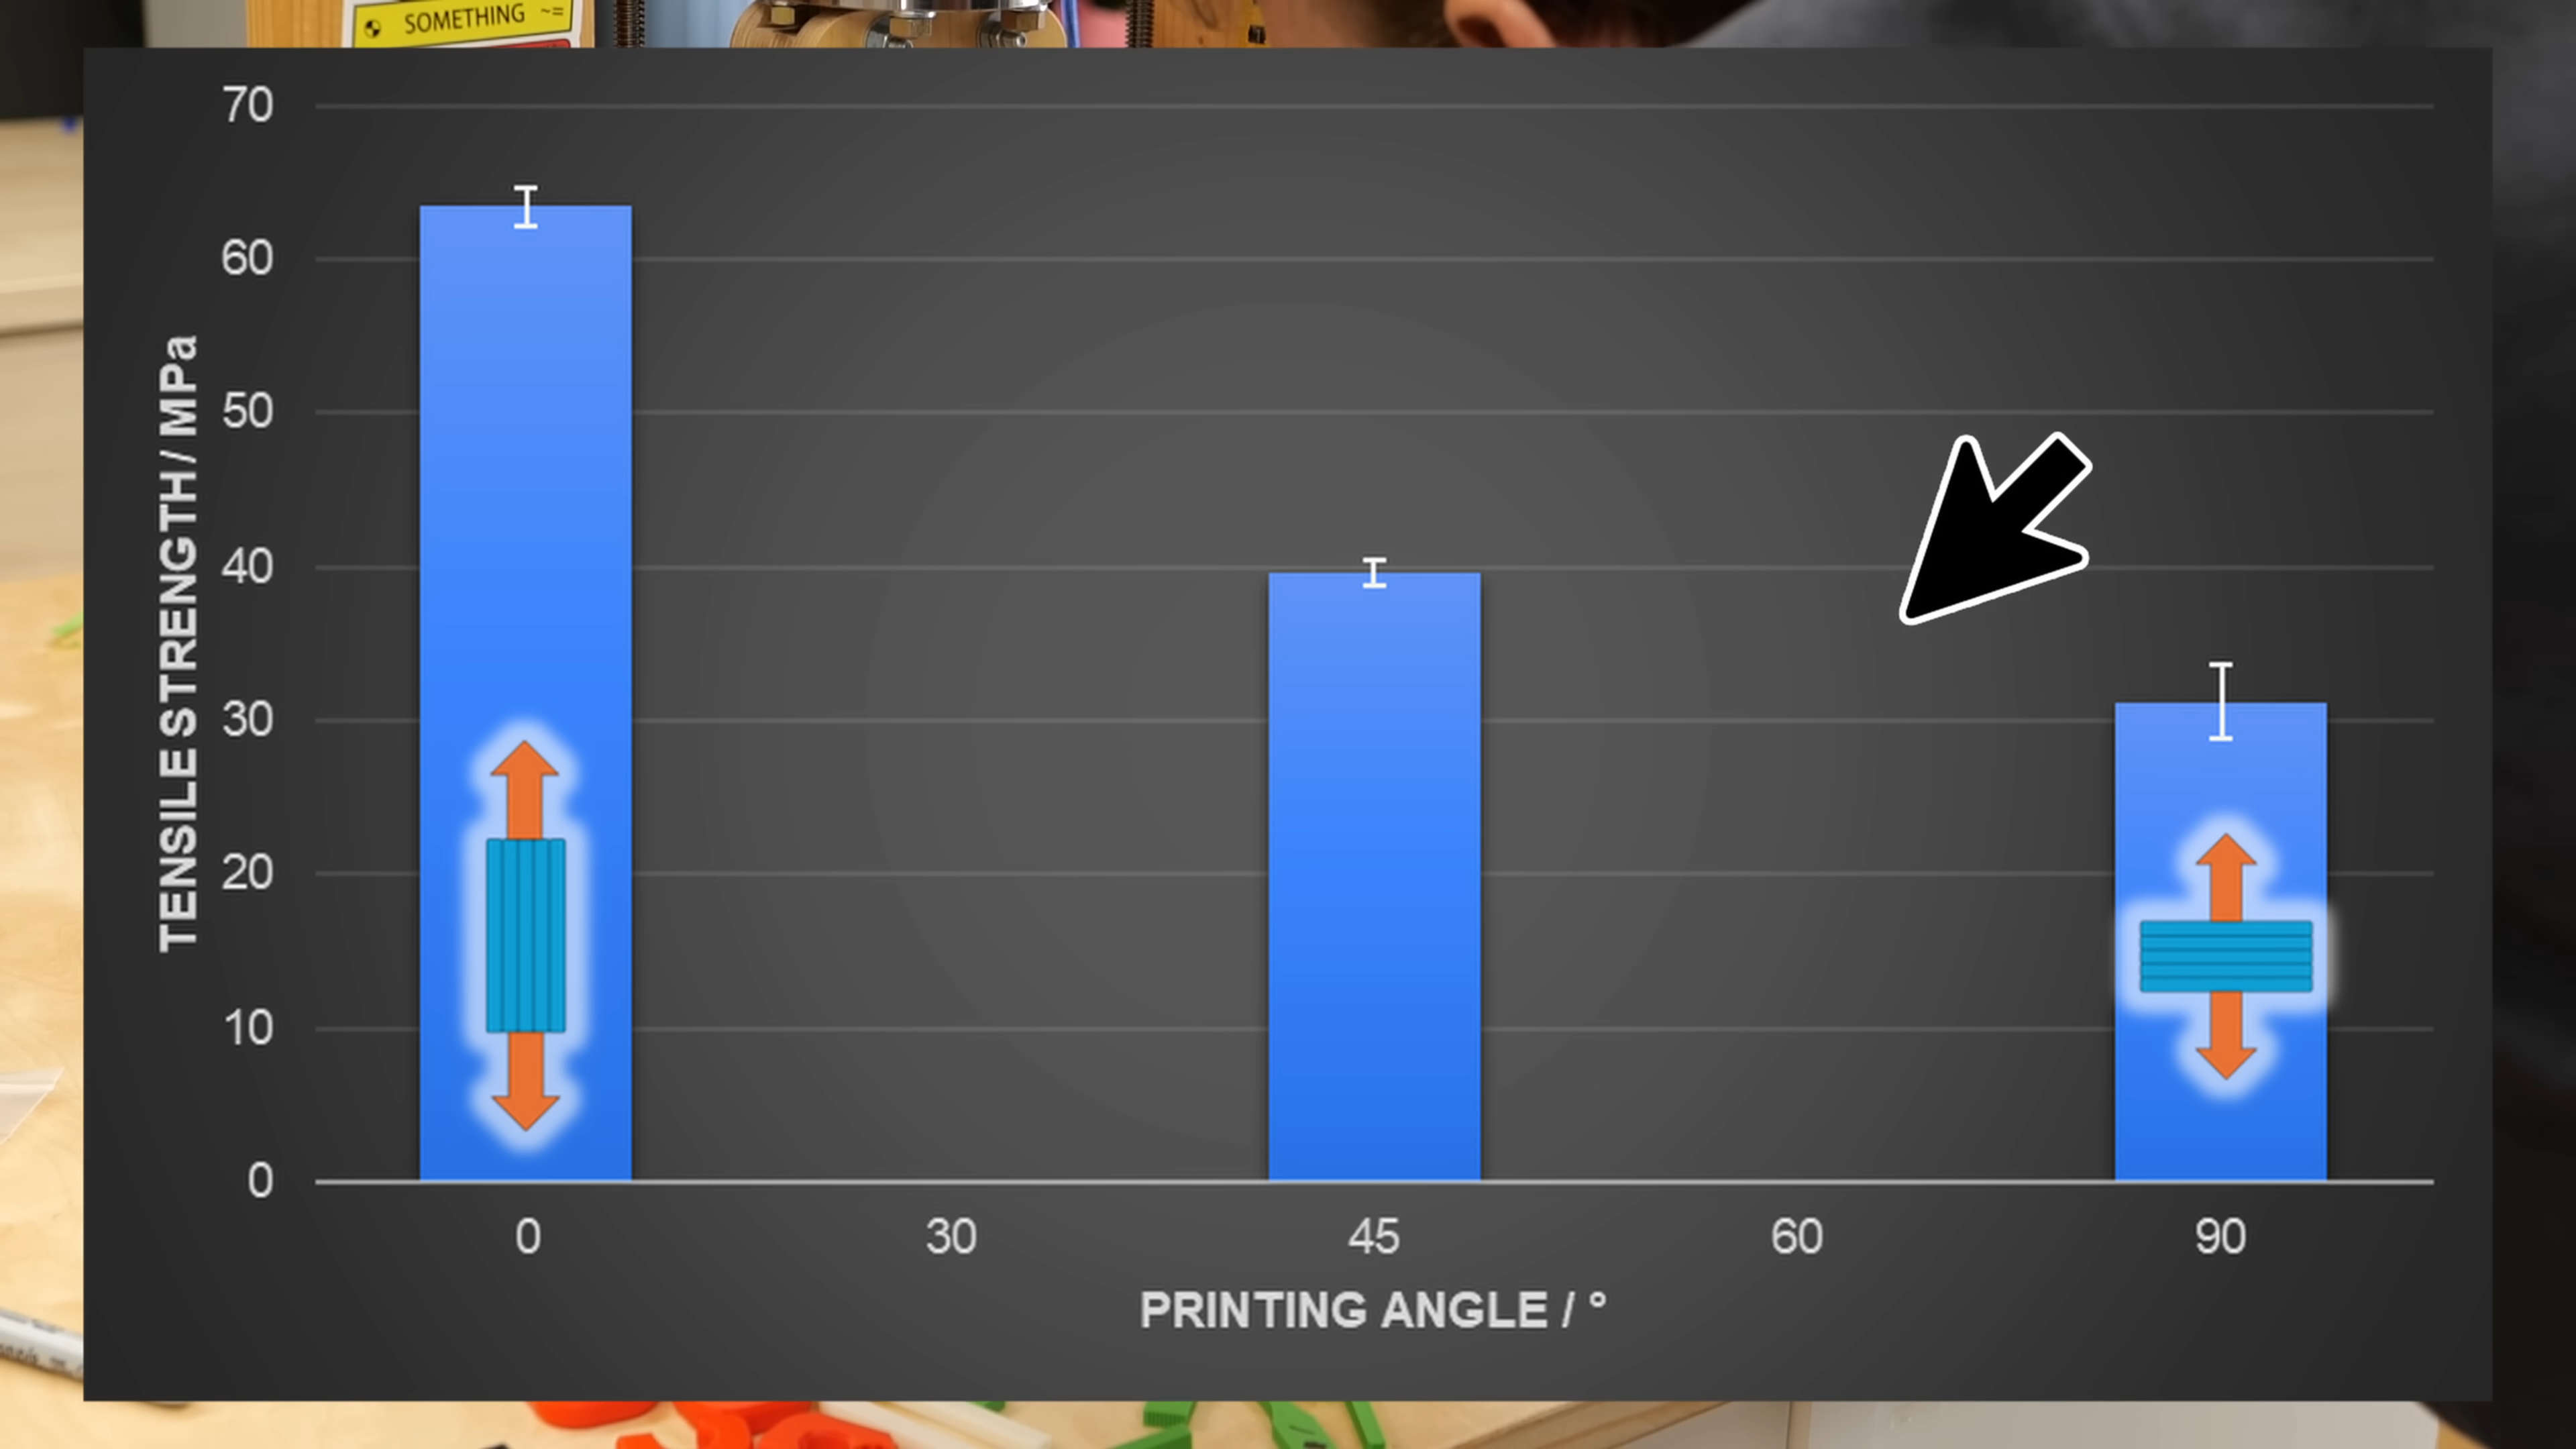 SOMETHING ~=
70
60
50
40
30
20
10
0
TENSILE STRENGTH / MPa
0 30 45 60 90
PRINTING ANGLE / °